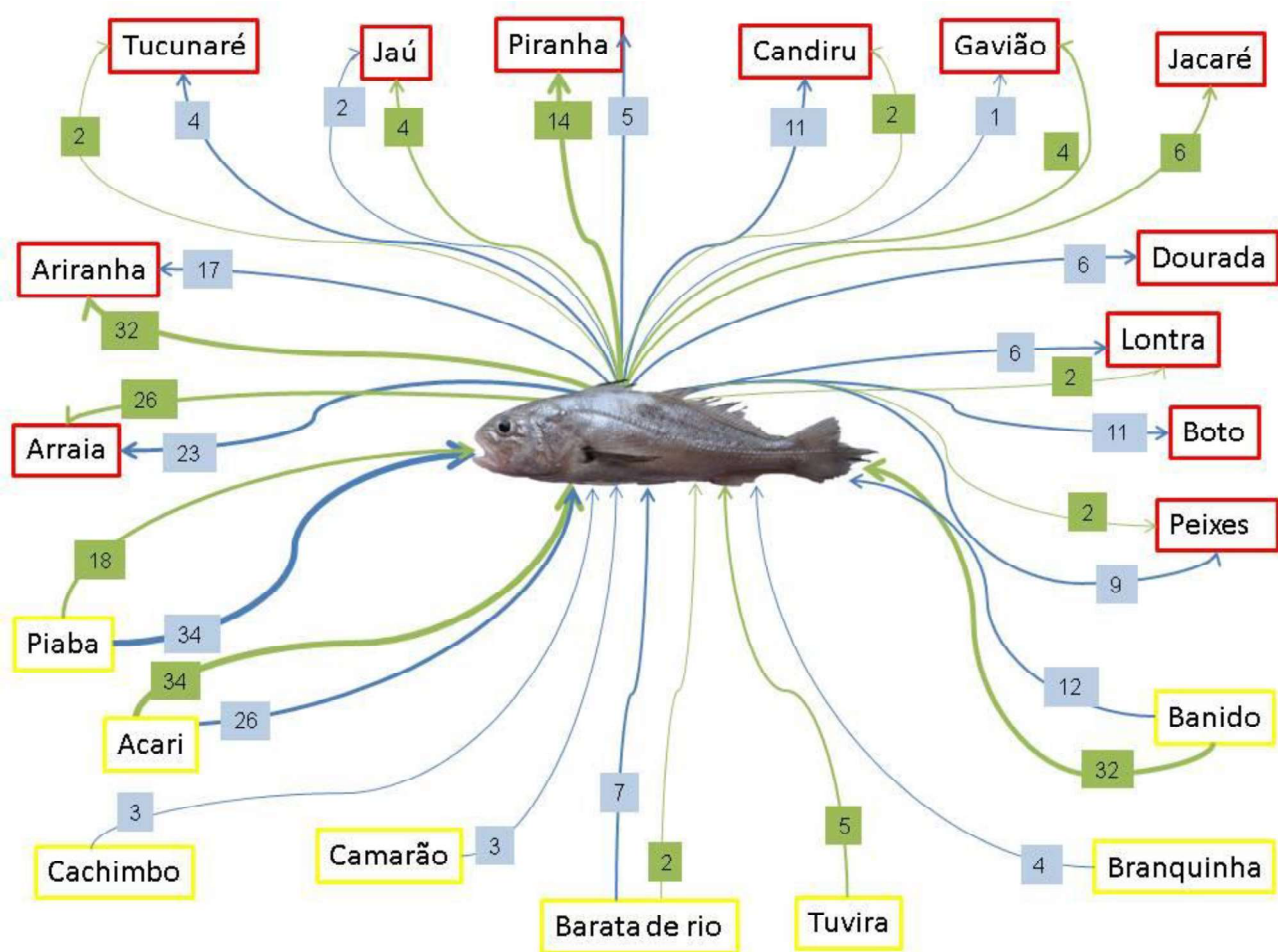 Tucunaré
Jaú
Piranha
Candiru
Gavião
Jacaré
2
4
2
4
14
5
11
2
1
4
6
Ariranha
17
6
Dourada
32
6
Lontra
2
26
Arraia
23
11
Boto
2
Peixes
18
9
Piaba
34
34
12
Banido
Acari
26
32
3
7
5
Cachimbo
Camarão
3
2
4
Branquinha
Barata de rio
Tuvira